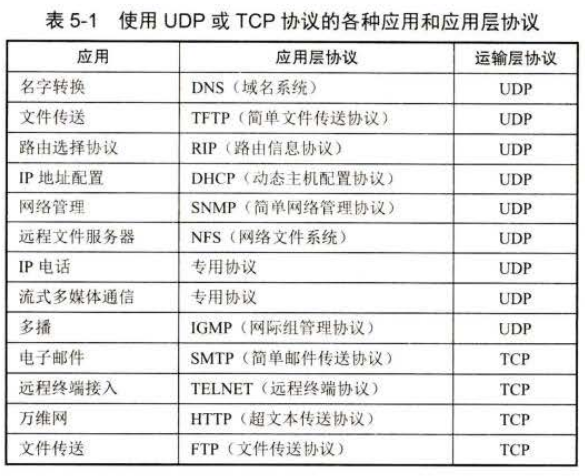 表 5-1 使用 UDP 或 TCP 协议的各种应用和应用层协议
应用 应用层协议 运输层协议
名字转换 DNS（域名系统） UDP
文件传送 TFTP（简单文件传送协议） UDP
路由选择协议 RIP（路由信息协议） UDP
IP 地址配置 DHCP（动态主机配置协议） UDP
网络管理 SNMP（简单网络管理协议） UDP
远程文件服务器 NFS（网络文件系统） UDP
IP 电话 专用协议 UDP
流式多媒体通信 专用协议 UDP
多播 IGMP（网际组管理协议） UDP
电子邮件 SMTP（简单邮件传送协议） TCP
远程终端接入 TELNET（远程终端协议） TCP
万维网 HTTP（超文本传送协议） TCP
文件传送 FTP（文件传送协议） TCP